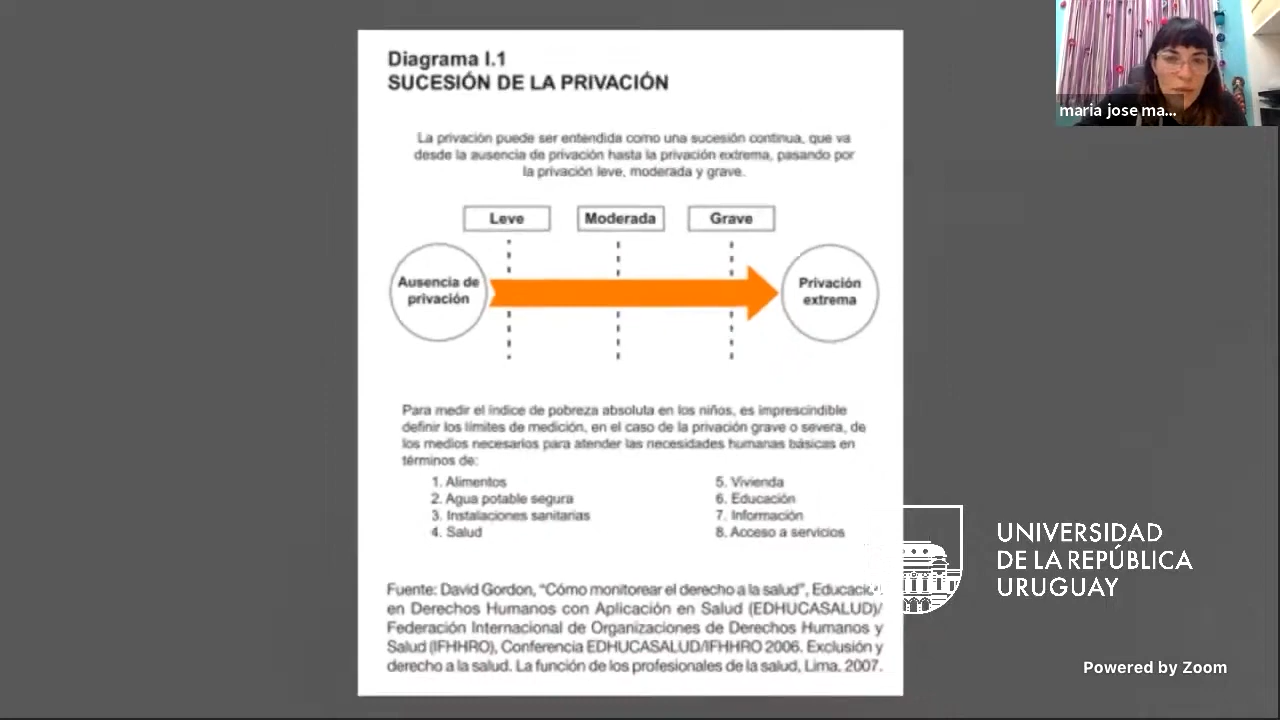 Diagrama I.1
SUCESIÓN DE LA PRIVACIÓN
maria jose ma...
La privación puede ser entendida como una sucesión continua, que va
desde la ausencia de privación hasta la privación extrema, pasando por
la privación leve, moderada y grave.
Leve
Moderada
Grave
Ausencia de
privación
Privación
extrema
Para medir el índice de pobreza absoluta en los niños, es imprescindible
definir los límites de medición, en el caso de la privación grave o severa, de
los medios necesarios para atender las necesidades humanas básicas en
términos de:
1. Alimentos
2. Agua potable segura
3. Instalaciones sanitarias
4. Salud
5. Vivienda
6. Educación
7. Información
8. Acceso a servicios
Fuente: David Gordon, "Cómo monitorear el derecho a la salud", Educación
en Derechos Humanos con Aplicación en Salud (EDHUCASALUD)/
Federación Internacional de Organizaciones de Derechos Humanos y
Salud (IFHHRO), Conferencia EDHUCASALUD/IFHHRO 2006. Exclusión y
derecho a la salud. La función de los profesionales de la salud, Lima, 2007.
UNIVERSIDAD
DE LA REPÚBLICA
URUGUAY
Powered by Zoom